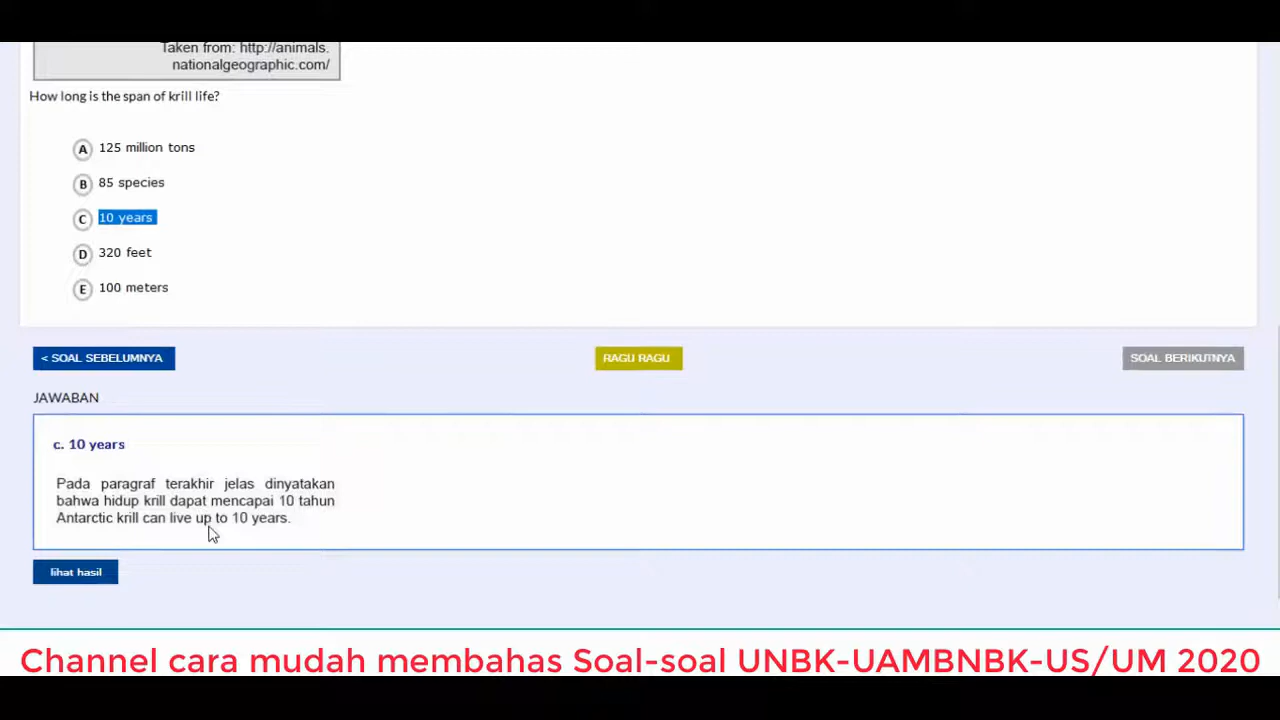 Taken from: http://animals.
nationalgeographic.com/
How long is the span of krill life?
A 125 million tons
B 85 species
C 10 years
D 320 feet
E 100 meters
< SOAL SEBELUMNYA RAGU RAGU SOAL BERIKUTNYA
JAWABAN
c. 10 years
Pada paragraf terakhir jelas dinyatakan
bahwa hidup krill dapat mencapai 10 tahun
Antarctic krill can live up to 10 years.
lihat hasil
Channel cara mudah membahas Soal-soal UNBK-UAMBNBK-US/UM 2020